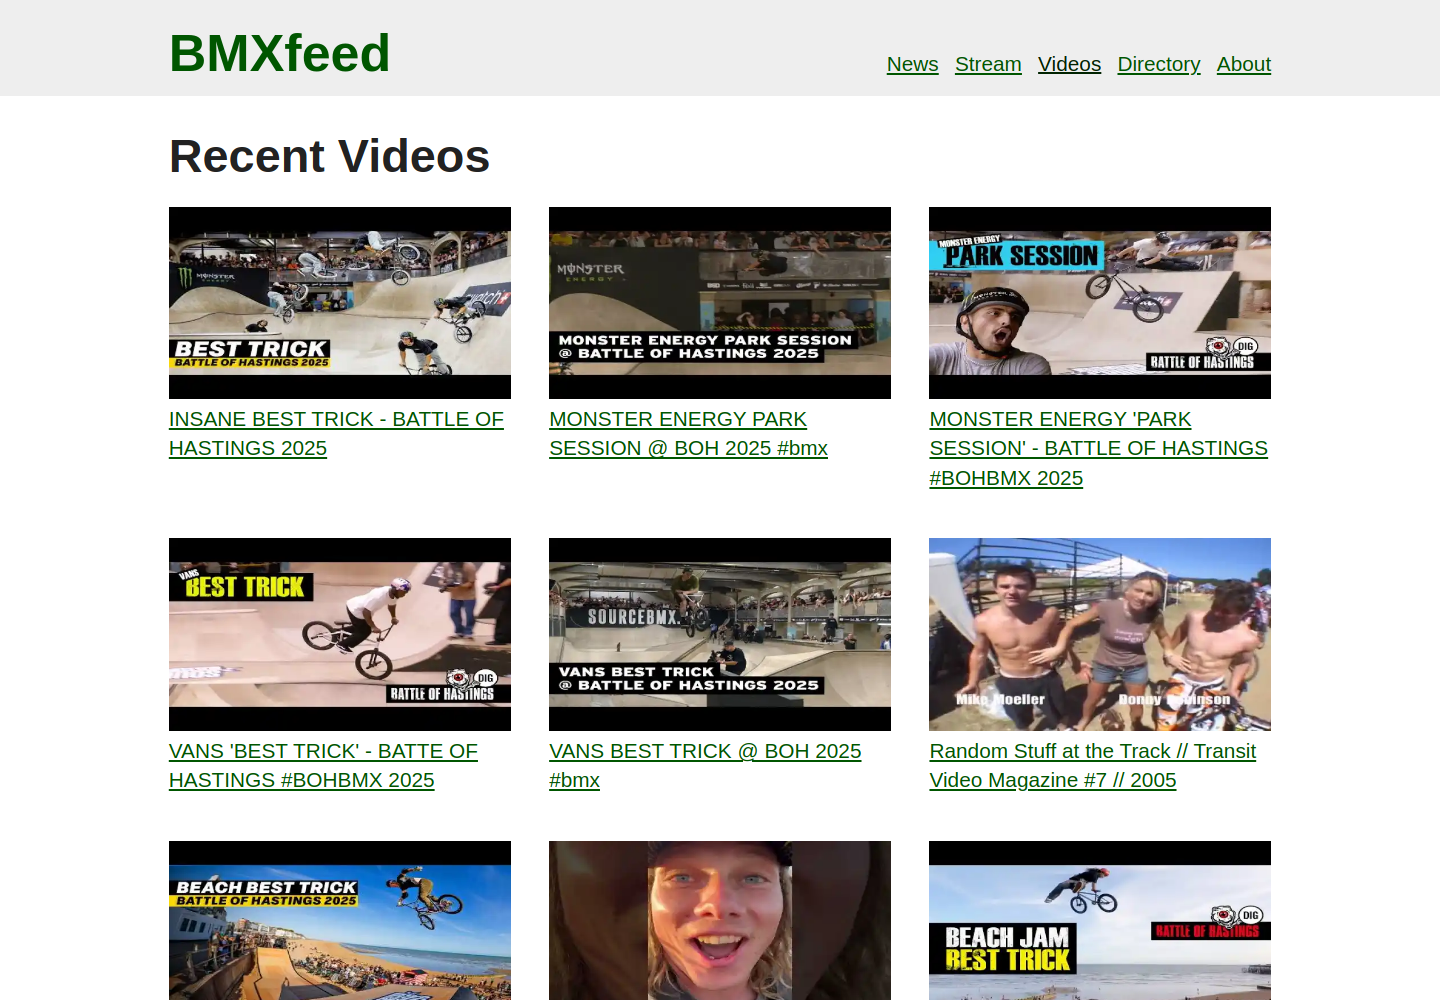 BMXfeed
News Stream Videos Directory About
Recent Videos
MONSTER
ENERGY
BEST TRICK
BATTLE OF HASTINGS 2025
INSANE BEST TRICK - BATTLE OF
HASTINGS 2025
MONSTER
ENERGY
MONSTER ENERGY PARK SESSION
@ BATTLE OF HASTINGS 2025
MONSTER ENERGY PARK
SESSION @ BOH 2025 #bmx
MONSTER ENERGY
PARK SESSION
DIG
BATTLE OF HASTINGS
MONSTER ENERGY 'PARK
SESSION' - BATTLE OF HASTINGS
#BOHBMX 2025
VANS
BEST TRICK
DIG
BATTLE OF HASTINGS
VANS 'BEST TRICK' - BATTE OF
HASTINGS #BOHBMX 2025
SOURCEBMX.
VANS BEST TRICK
@ BATTLE OF HASTINGS 2025
VANS BEST TRICK @ BOH 2025
#bmx
Mike Moeller
Donny Robinson
Random Stuff at the Track // Transit
Video Magazine #7 // 2005
BEACH BEST TRICK
BATTLE OF HASTINGS 2025
DIG
BATTLE OF HASTINGS
BEACH JAM
BEST TRICK